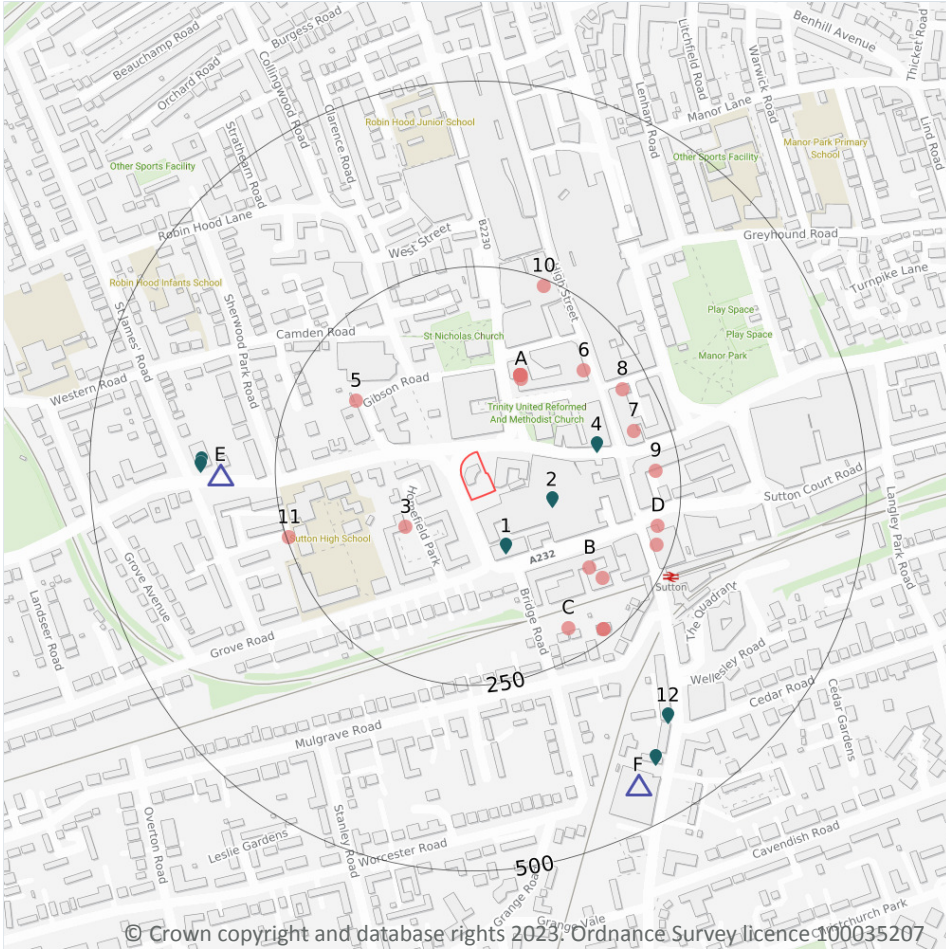 Burgess Road
Beauchamp Road
Orchard Road
Collingwood Road
Clarence Road
Litchfield Road
Warwick Road
Benhill Avenue
Thicket Road
Lenham Road
Manor Lane
Lind Road
Robin Hood Junior School
Manor Park Primary
School
Other Sports Facility
Other Sports Facility
Strathearn Road
Robin Hood Lane
West Street
B2230
Greyhound Road
Turnpike Lane
10
High Street
Robin Hood Infants School
St James Road
Sherwood Park Road
Camden Road
St Nicholas Church
Play Space
Play Space
Manor Park
A
6
8
5
Gibson Road
Western Road
Trinity United Reformed
And Methodist Church
4
7
E
9
2
Sutton Court Road
Langley Park Road
11
Sutton High School
3
Homefield Park
D
1
A232
B
Sutton
The Quadrant
Grove Avenue
Landseer Road
Grove Road
Bridge Road
C
Wellesley Road
250
12
Cedar Road
Cedar Gardens
Mulgrave Road
F
Overton Road
Leslie Gardens
Stanley Road
Worcester Road
Cavendish Road
500
Grange Road
Grange Vale
Christchurch Park
© Crown copyright and database rights 2023. Ordnance Survey licence 100035207